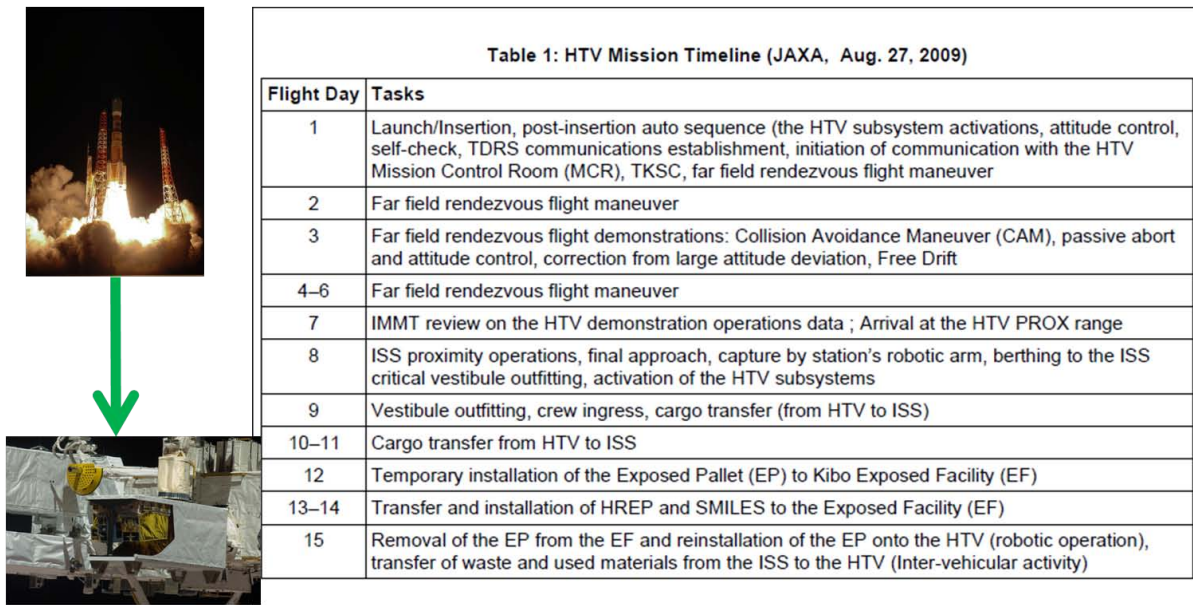 Table 1: HTV Mission Timeline (JAXA, Aug. 27, 2009)
Flight Day Tasks
1 Launch/Insertion, post-insertion auto sequence (the HTV subsystem activations, attitude control,
self-check, TDRS communications establishment, initiation of communication with the HTV
Mission Control Room (MCR), TKSC, far field rendezvous flight maneuver
2 Far field rendezvous flight maneuver
3 Far field rendezvous flight demonstrations: Collision Avoidance Maneuver (CAM), passive abort
and attitude control, correction from large attitude deviation, Free Drift
4–6 Far field rendezvous flight maneuver
7 IMMT review on the HTV demonstration operations data ; Arrival at the HTV PROX range
8 ISS proximity operations, final approach, capture by station's robotic arm, berthing to the ISS
critical vestibule outfitting, activation of the HTV subsystems
9 Vestibule outfitting, crew ingress, cargo transfer (from HTV to ISS)
10–11 Cargo transfer from HTV to ISS
12 Temporary installation of the Exposed Pallet (EP) to Kibo Exposed Facility (EF)
13–14 Transfer and installation of HREP and SMILES to the Exposed Facility (EF)
15 Removal of the EP from the EF and reinstallation of the EP onto the HTV (robotic operation),
transfer of waste and used materials from the ISS to the HTV (Inter-vehicular activity)